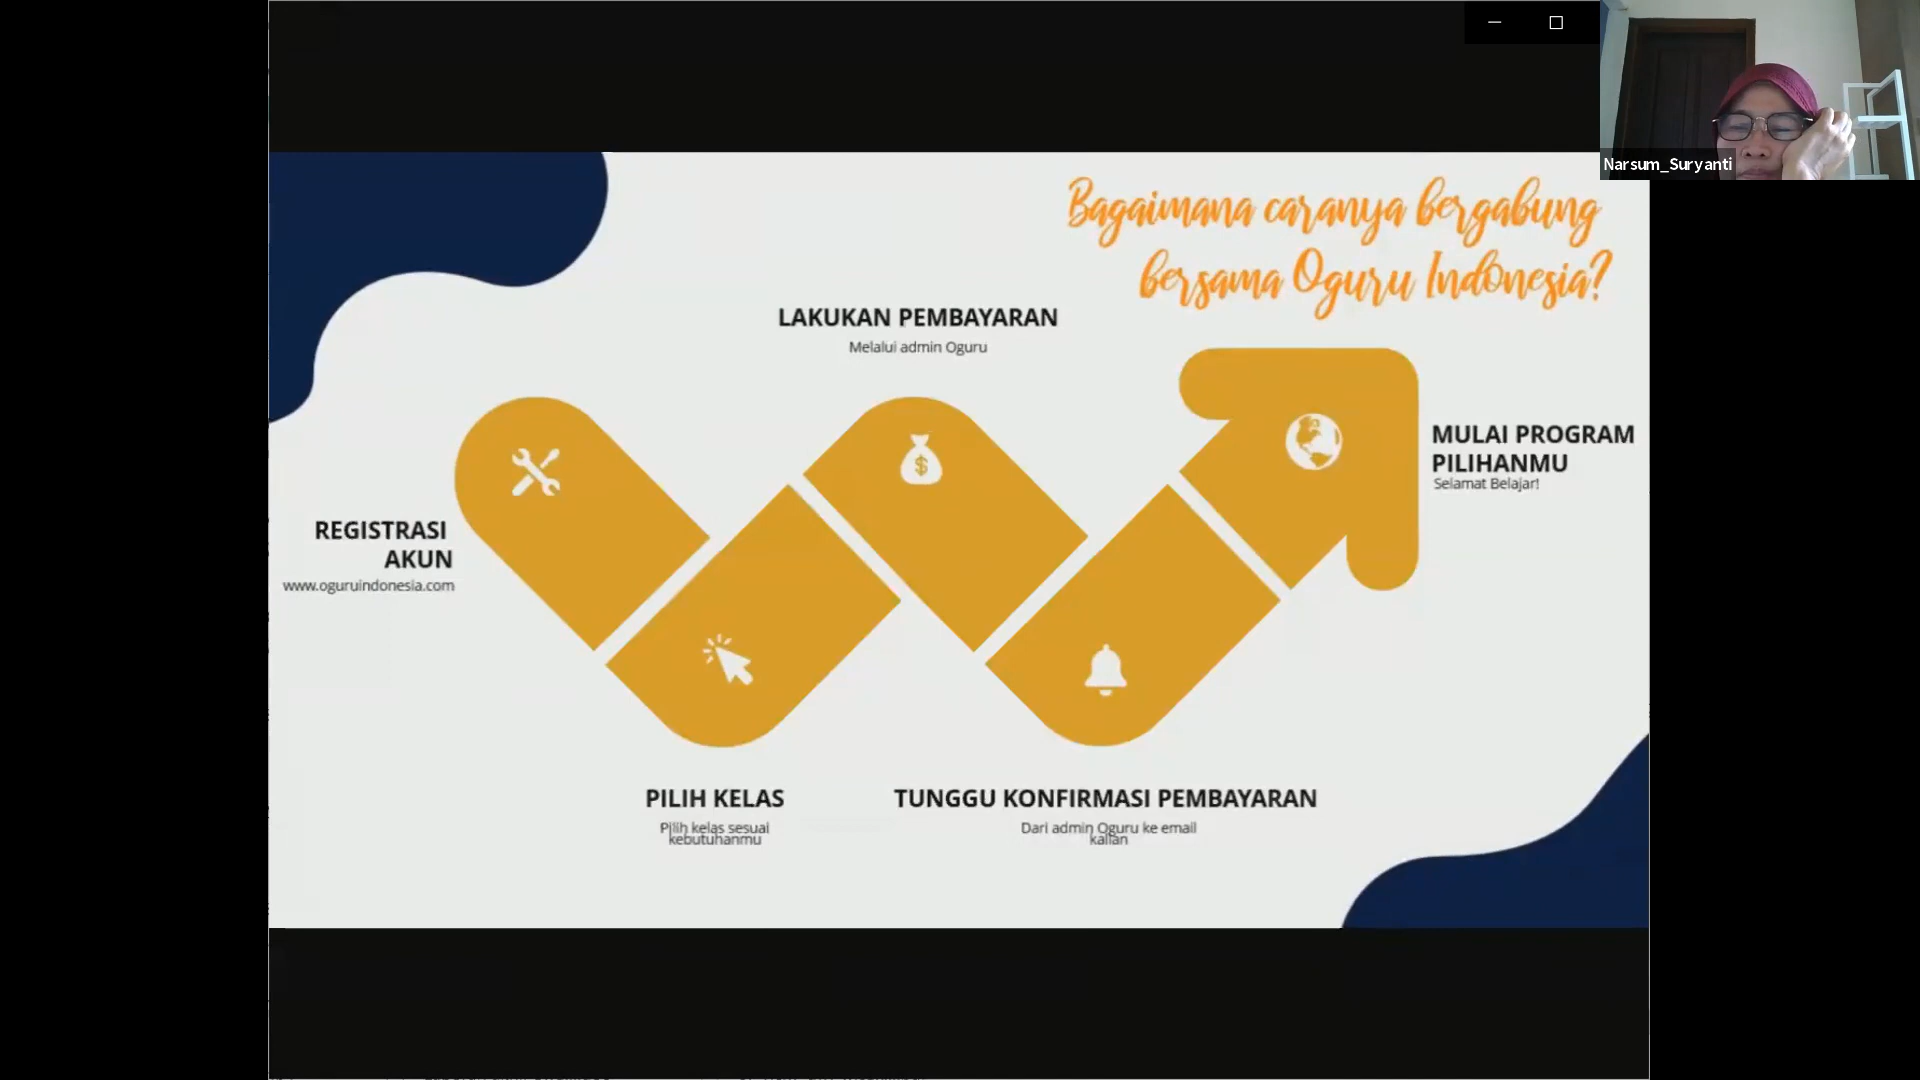 Narsum_Suryanti
Bagaimana caranya bergabung
bersama Oguru Indonesia?
REGISTRASI
AKUN
www.oguruindonesia.com
PILIH KELAS
Pilih kelas sesuai
kebutuhanmu
LAKUKAN PEMBAYARAN
Melalui admin Oguru
TUNGGU KONFIRMASI PEMBAYARAN
Dari admin Oguru ke email
kalian
MULAI PROGRAM
PILIHANMU
Selamat Belajar!